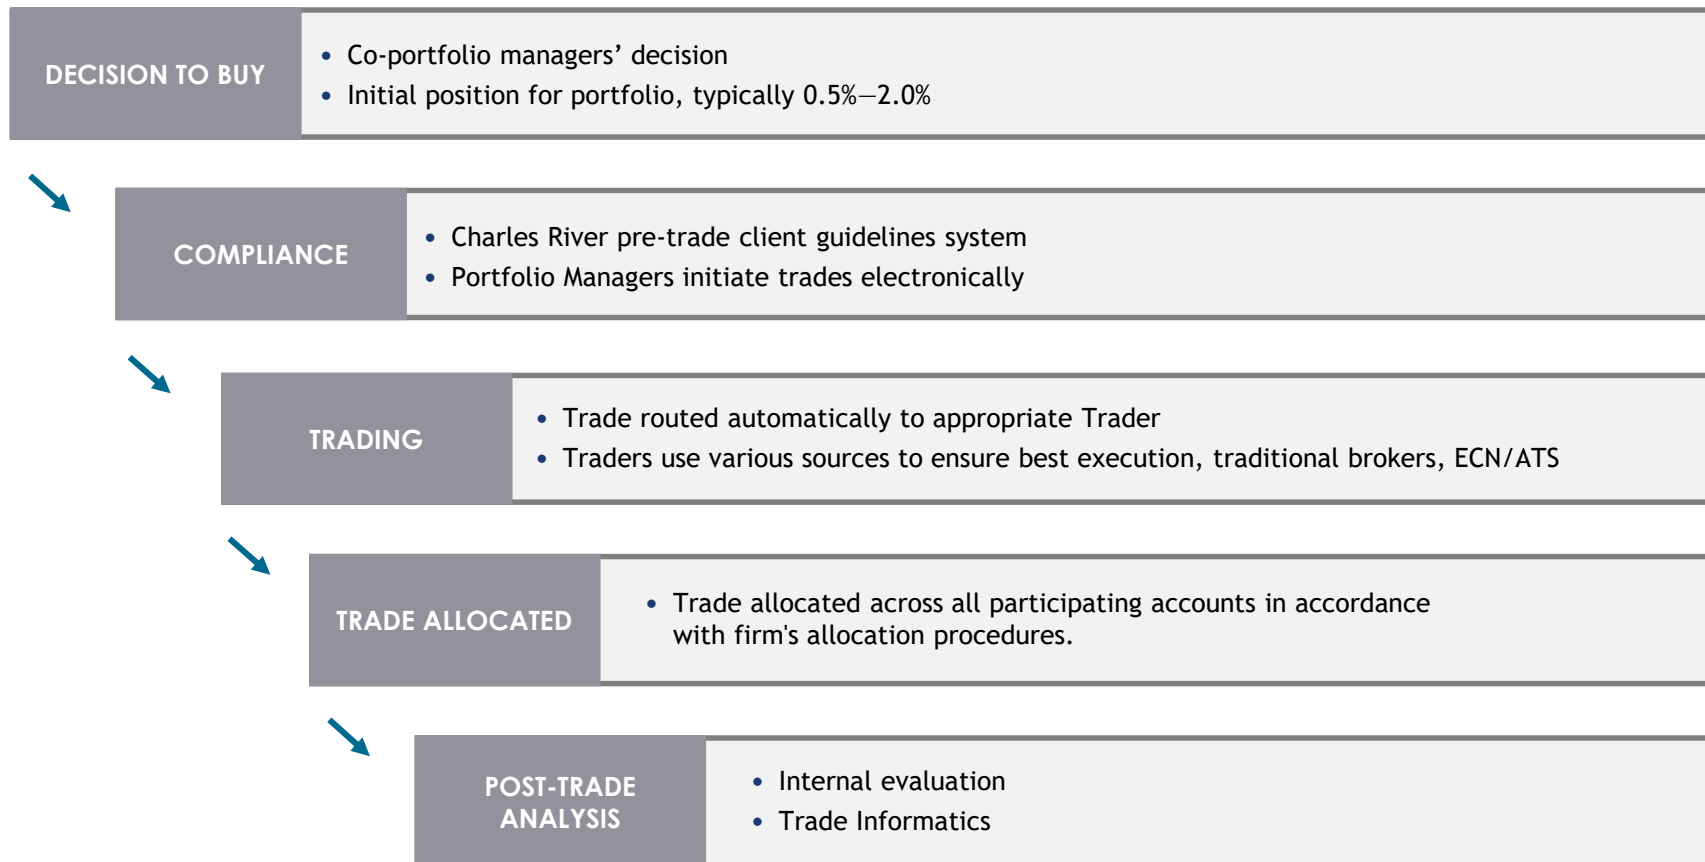 DECISION TO BUY
• Co-portfolio managers’ decision
• Initial position for portfolio, typically 0.5%—2.0%
COMPLIANCE
• Charles River pre-trade client guidelines system
• Portfolio Managers initiate trades electronically
TRADING
• Trade routed automatically to appropriate Trader
• Traders use various sources to ensure best execution, traditional brokers, ECN/ATS
TRADE ALLOCATED
• Trade allocated across all participating accounts in accordance
with firm's allocation procedures.
POST-TRADE
ANALYSIS
• Internal evaluation
• Trade Informatics